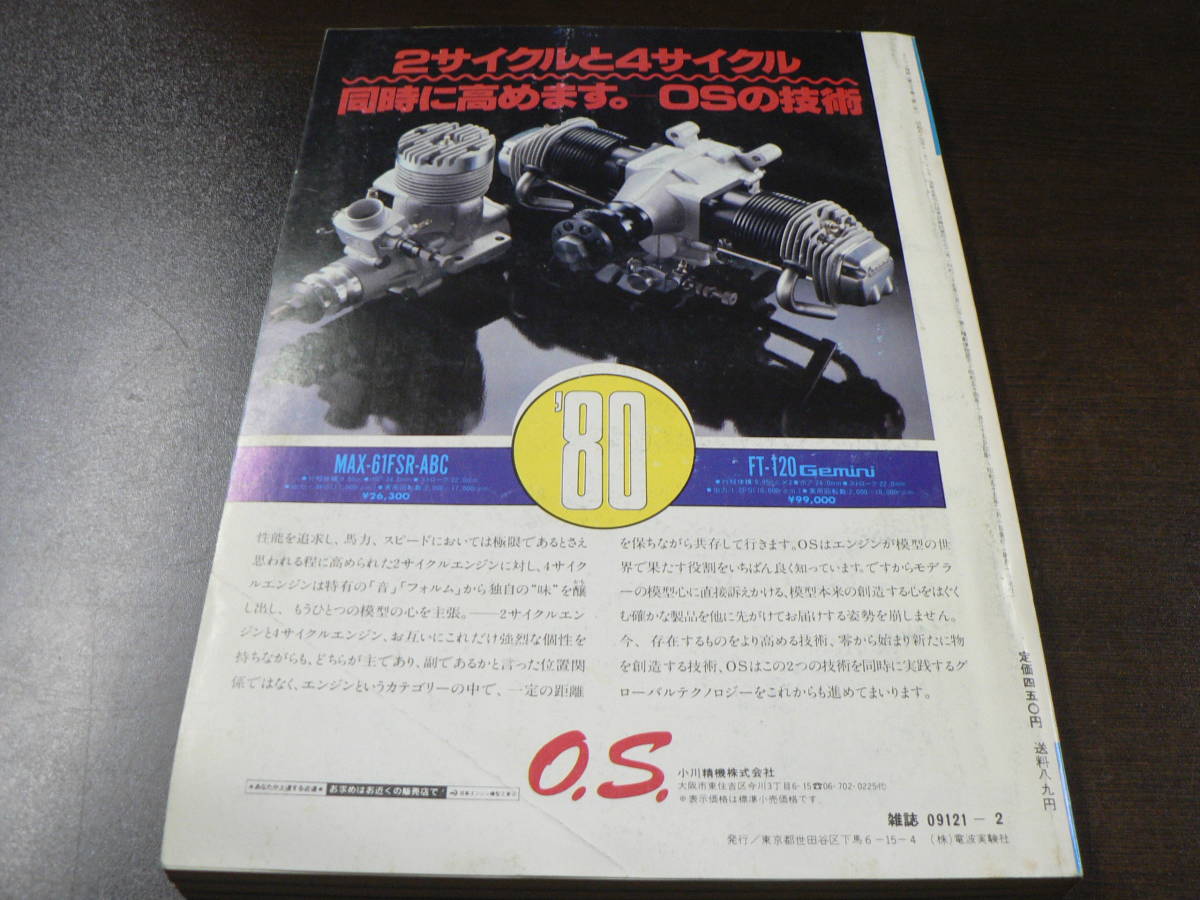 2サイクルと4サイクル
同時に高めます。—OSの技術
'80
MAX-61FSR-ABC
¥26,300
FT-120 Gemini
¥99,000
性能を追求し、馬力、スピードにおいては極限であるとさえ
思われる程に高められた2サイクルエンジンに対し、4サイク
ルエンジンは特有の「音」「フォルム」から独自の“味”を醸
し出し、もうひとつの模型の心を主張。——2サイクルエン
ジンと4サイクルエンジン、お互いにこれだけ強烈な個性を
持ちながらも、どちらが主であり、副であるかと言った位置関
係ではなく、エンジンというカテゴリーの中で、一定の距離
を保ちながら共存して行きます。OSはエンジンが模型の世
界で果たす役割をいちばん良く知っています。ですからモデラ
ーの模型心に直接訴えかける、模型本来の創造する心をはぐく
む確かな製品を他に先がけてお届けする姿勢を崩しません。
今、存在するものをより高める技術、零から始まり新たに物
を創造する技術、OSはこの2つの技術を同時に実践するグ
ローバルテクノロジーをこれからも進めてまいります。
O.S.
小川精機株式会社
大阪市東住吉区今川3丁目6-15☎06-702-0225代
※表示価格は標準小売価格です。
お求めはお近くの販売店で
雑誌 09121-2
発行/東京都世田谷区下馬6-15-4 (株)電波実験社
定価四五〇円 送料八九円